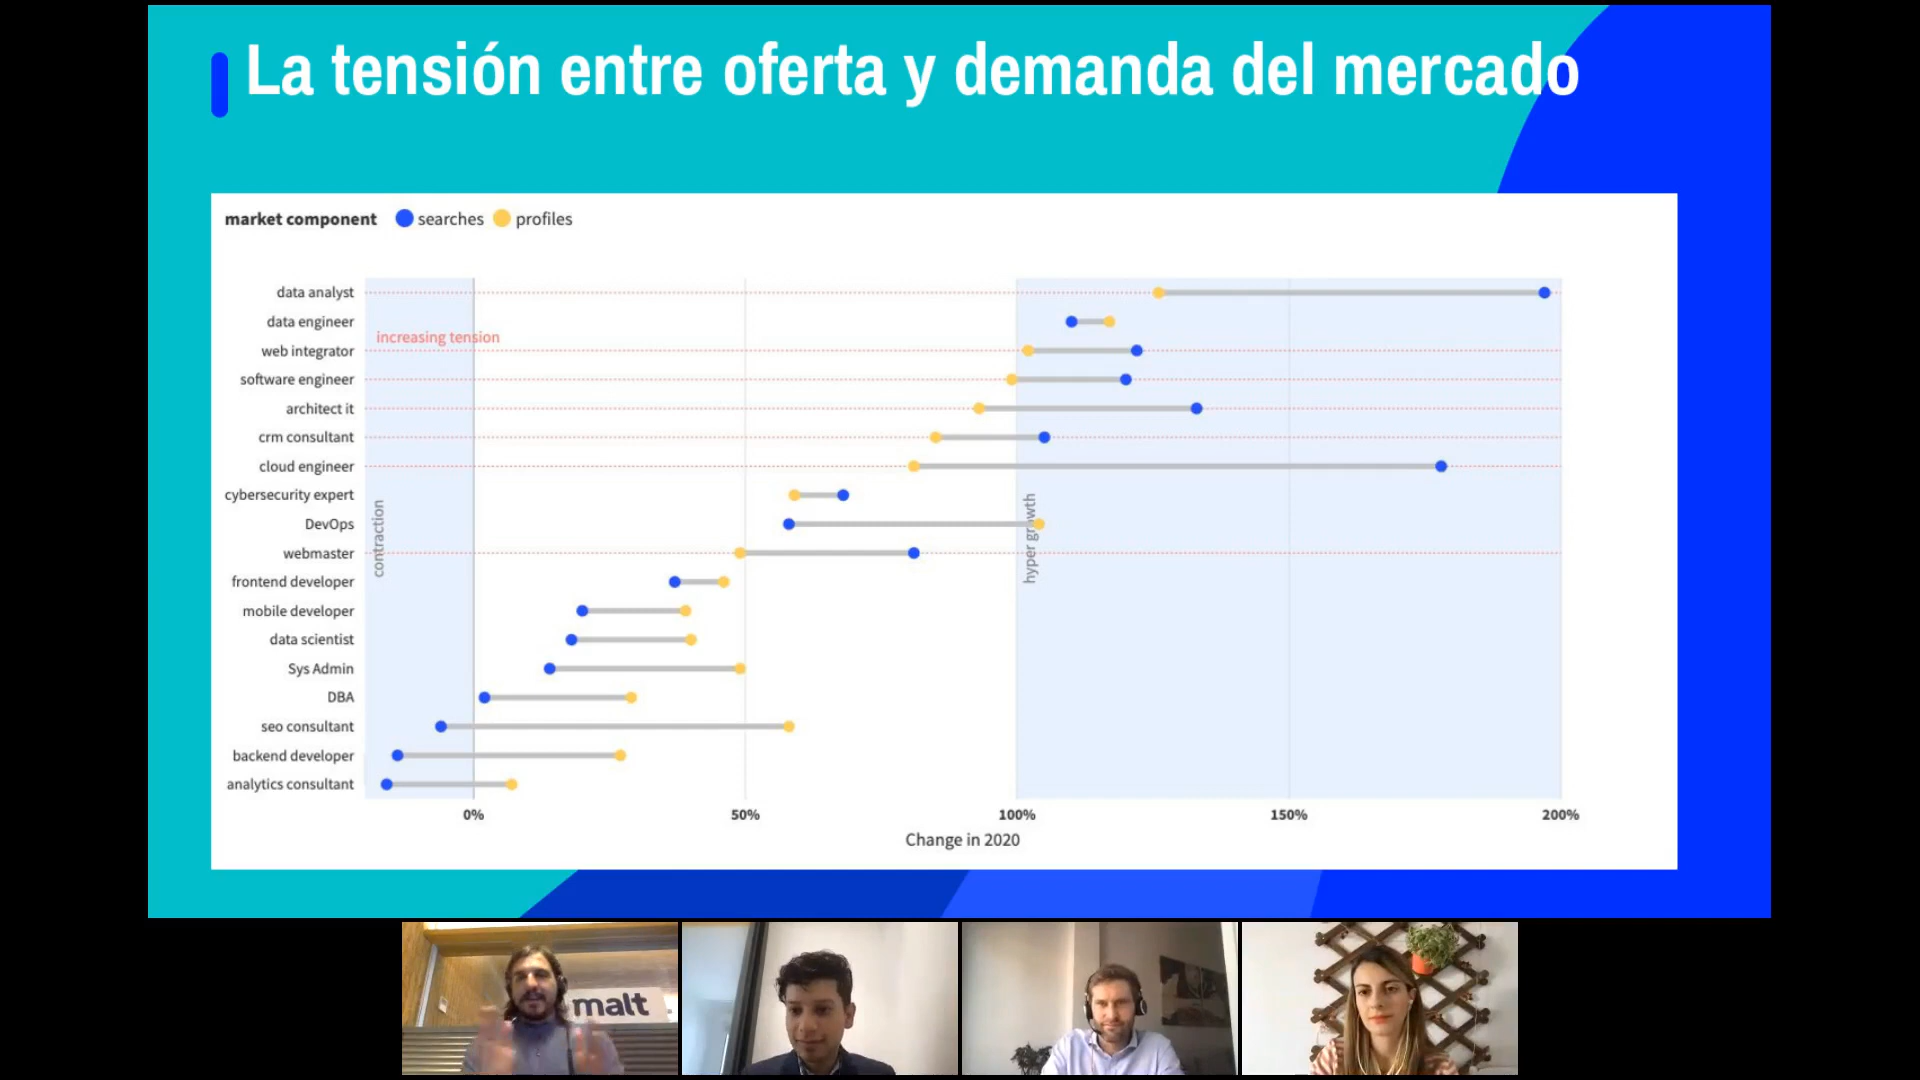 La tensión entre oferta y demanda del mercado
market component searches profiles
data analyst
data engineer
increasing tension
web integrator
software engineer
architect it
crm consultant
cloud engineer
cybersecurity expert
contraction
hyper growth
DevOps
webmaster
frontend developer
mobile developer
data scientist
Sys Admin
DBA
seo consultant
backend developer
analytics consultant
0% 50% 100% 150% 200%
Change in 2020
malt